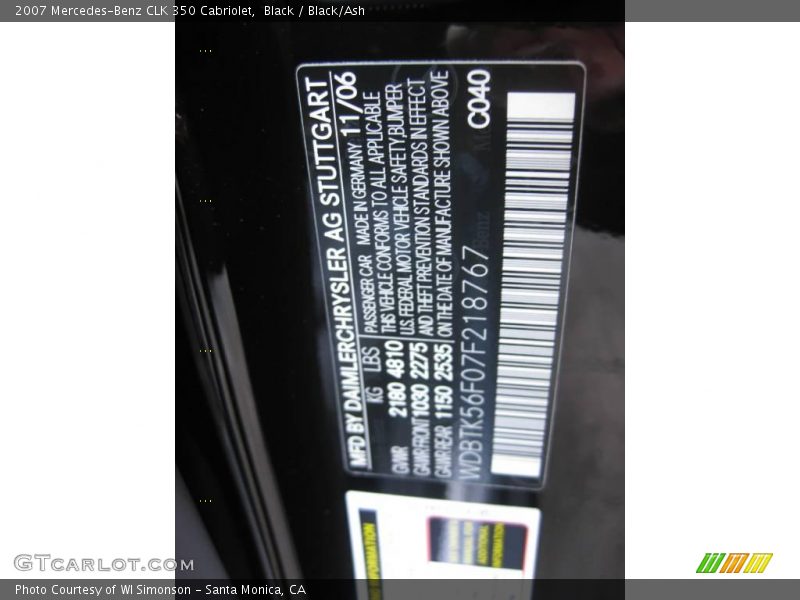 2007 Mercedes-Benz CLK 350 Cabriolet,  Black / Black/Ash
MFD BY DAIMLERCHRYSLER AG STUTTGART
KG LBS PASSENGER CAR MADE IN GERMANY 11/06
GVWR 2180 4810 THIS VEHICLE CONFORMS TO ALL APPLICABLE
GAWR FRONT 1030 2275 U.S. FEDERAL MOTOR VEHICLE SAFETY, BUMPER
GAWR REAR 1150 2535 AND THEFT PREVENTION STANDARDS IN EFFECT
ON THE DATE OF MANUFACTURE SHOWN ABOVE
WDBTK56F07F218767 C040
INFORMATION
GTcarlot.com
Photo Courtesy of WI Simonson - Santa Monica, CA